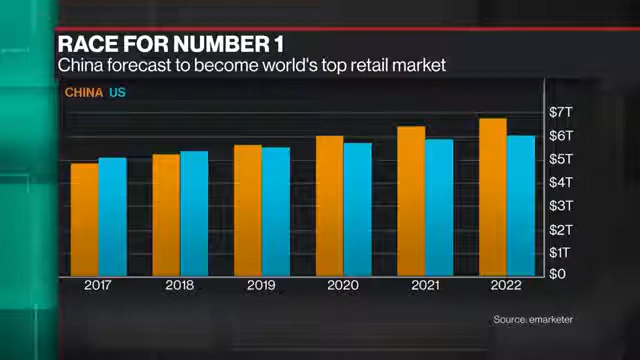 RACE FOR NUMBER 1
China forecast to become world's top retail market
CHINA US
$7T
$6T
$5T
$4T
$3T
$2T
$1T
$0
2017 2018 2019 2020 2021 2022
Source: emarketer